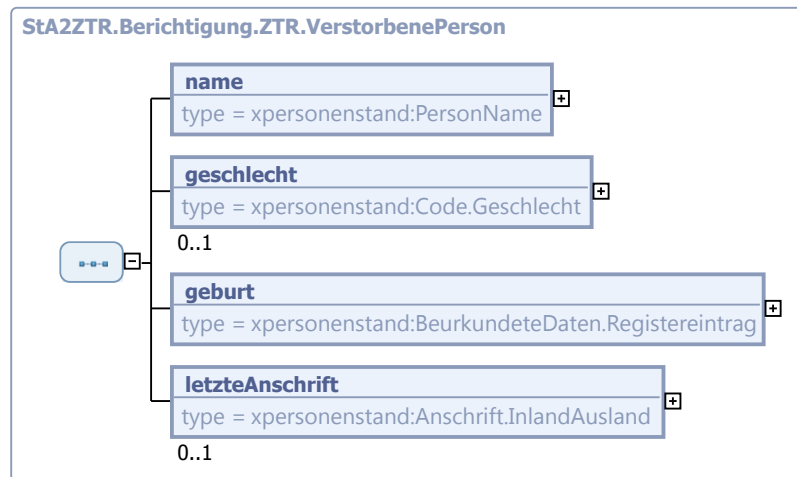 StA2ZTR.Berichtigung.ZTR.VerstorbenePerson
name
type = xpersonenstand:PersonName
geschlecht
type = xpersonenstand:Code.Geschlecht
0..1
geburt
type = xpersonenstand:BeurkundeteDaten.Registereintrag
letzteAnschrift
type = xpersonenstand:Anschrift.InlandAusland
0..1